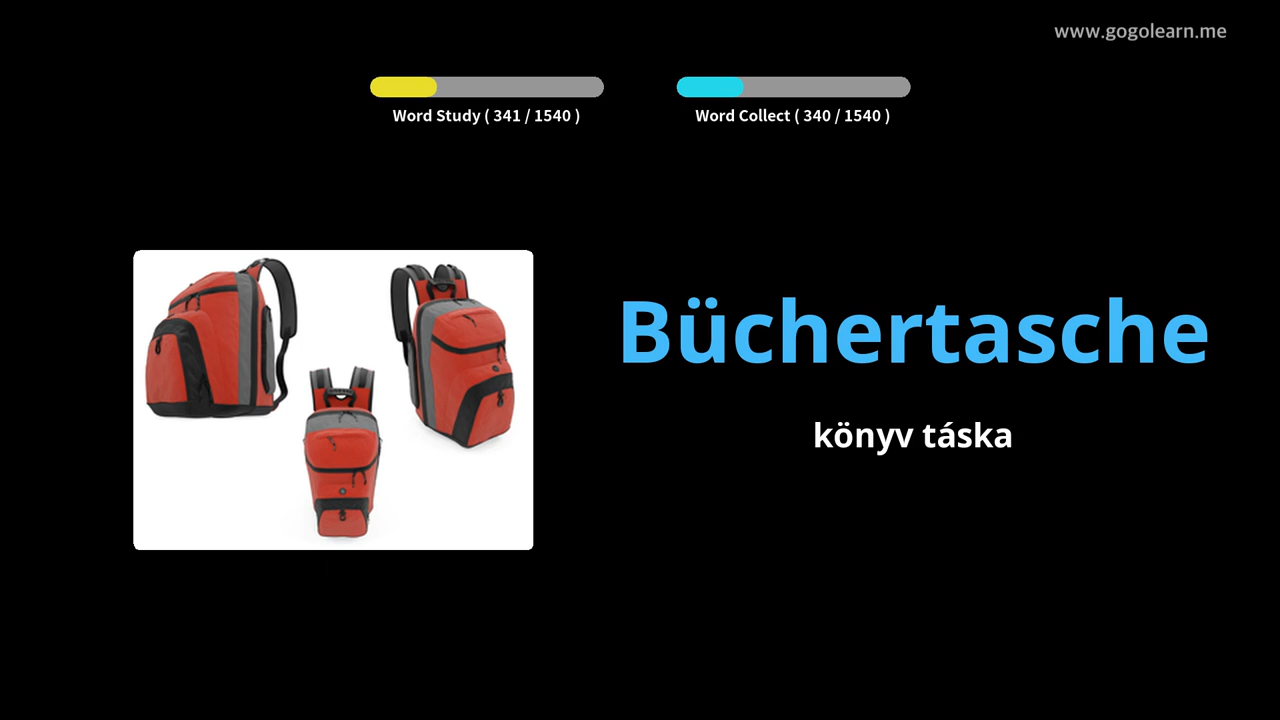 www.gogolearn.me
Word Study ( 341 / 1540 )
Word Collect ( 340 / 1540 )
Büchertasche
könyv táska